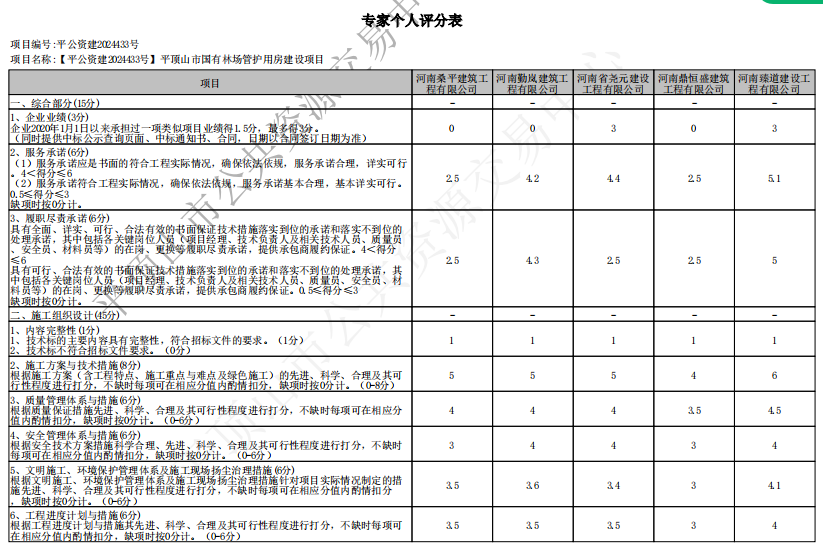 专家个人评分表
项目编号:平公资建2024433号
项目名称:【平公资建2024433号】平顶山市国有林场管护用房建设项目
项目 河南桑平建筑工 河南勤岚建筑工 河南省尧元建设 河南鼎恒盛建筑 河南臻道建设工
程有限公司 程有限公司 工程有限公司 工程有限公司 程有限公司
一、综合部分(15分) - - - - -
1、企业业绩(3分)
企业2020年1月1日以来承担过一项类似项目业绩得1.5分，最多得3分。 0 0 3 0 3
(同时提供中标公示查询页面、中标通知书、合同，日期以合同签订日期为准)
2、服务承诺(6分)
（1）服务承诺应是书面的符合工程实际情况，确保依法依规，服务承诺合理，详实可行
。4＜得分≤6
（2）服务承诺符合工程实际情况，确保依法依规，服务承诺基本合理，基本详实可行。 2.5 4.2 4.4 2.5 5.1
0.5≤得分≤3
缺项时按0分计。
3、履职尽责承诺(6分)
具有全面、详实、可行、合法有效的书面保证技术措施落实到位的承诺和落实不到位的
处理承诺，其中包括各关键岗位人员（项目经理、技术负责人及相关技术人员、质量员
、安全员、材料员等）的在岗、更换等履职尽责承诺，提供承包商履约保证。4＜得分
≤6 2.5 4.3 2.5 2.5 5
具有可行、合法有效的书面保证技术措施落实到位的承诺和落实不到位的处理承诺，其
中包括各关键岗位人员（项目经理、技术负责人及相关技术人员、质量员、安全员、材
料员等）的在岗、更换等履职尽责承诺，提供承包商履约保证。0.5≤得分≤3
缺项时按0分计。
二、施工组织设计(45分) - - - - -
1、内容完整性(1分)
1、技术标的主要内容具有完整性，符合招标文件的要求。（1分） 1 1 1 1 1
2、技术标不符合招标文件要求。（0分）
2、施工方案与技术措施(8分)
根据施工方案（含工程特点、施工重点与难点及绿色施工）的先进、科学、合理及其可 5 5 5 4 6
行性程度进行打分，不缺时每项可在相应分值内酌情扣分，缺项时按0分计。（0-8分）
3、质量管理体系与措施(6分)
根据质量保证措施先进、科学、合理及其可行性程度进行打分，不缺时每项可在相应分 4 4 4 3.5 4.5
值内酌情扣分，缺项时按0分计。（0-6分）
4、安全管理体系与措施(6分)
根据安全技术方案措施科学合理、先进、科学、合理及其可行性程度进行打分，不缺时 3 4 4 3 4
每项可在相应分值内酌情扣分，缺项时按0分计。（0-6分）
5、文明施工、环境保护管理体系及施工现场扬尘治理措施(6分)
根据文明施工、环境保护管理体系及施工现场扬尘治理措施针对项目实际情况制定的措 3.5 3.6 3.4 3 4.1
施先进、科学、合理及其可行性程度进行打分，不缺时每项可在相应分值内酌情扣分
，缺项时按0分计。（0-6分）
6、工程进度计划与措施(6分)
根据工程进度计划与措施其先进、科学、合理及其可行性程度进行打分，不缺时每项可 3.5 3.5 3.5 3 4
在相应分值内酌情扣分，缺项时按0分计。（0-6分）
平顶山市公共资源交易中心
顶山市公共资源交易中心